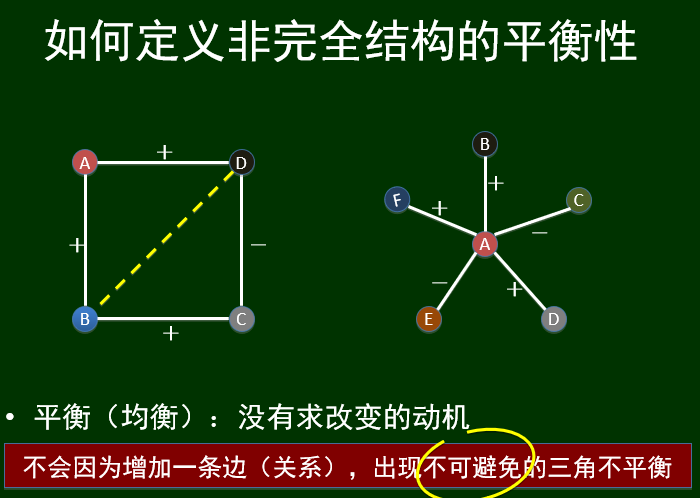 如何定义非完全结构的平衡性
B
A + D
F + + C
A −
+ −
− +
B + C
E D
• 平衡（均衡）：没有求改变的动机
不会因为增加一条边（关系），出现不可避免的三角不平衡